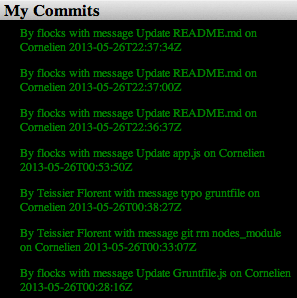 My Commits
By flocks with message Update README.md on
Cornelien 2013-05-26T22:37:34Z
By flocks with message Update README.md on
Cornelien 2013-05-26T22:37:00Z
By flocks with message Update README.md on
Cornelien 2013-05-26T22:36:37Z
By flocks with message Update app.js on Cornelien
2013-05-26T00:53:50Z
By Teissier Florent with message typo gruntfile on
Cornelien 2013-05-26T00:38:27Z
By Teissier Florent with message git rm nodes_module
on Cornelien 2013-05-26T00:33:07Z
By flocks with message Update Gruntfile.js on
Cornelien 2013-05-26T00:28:16Z